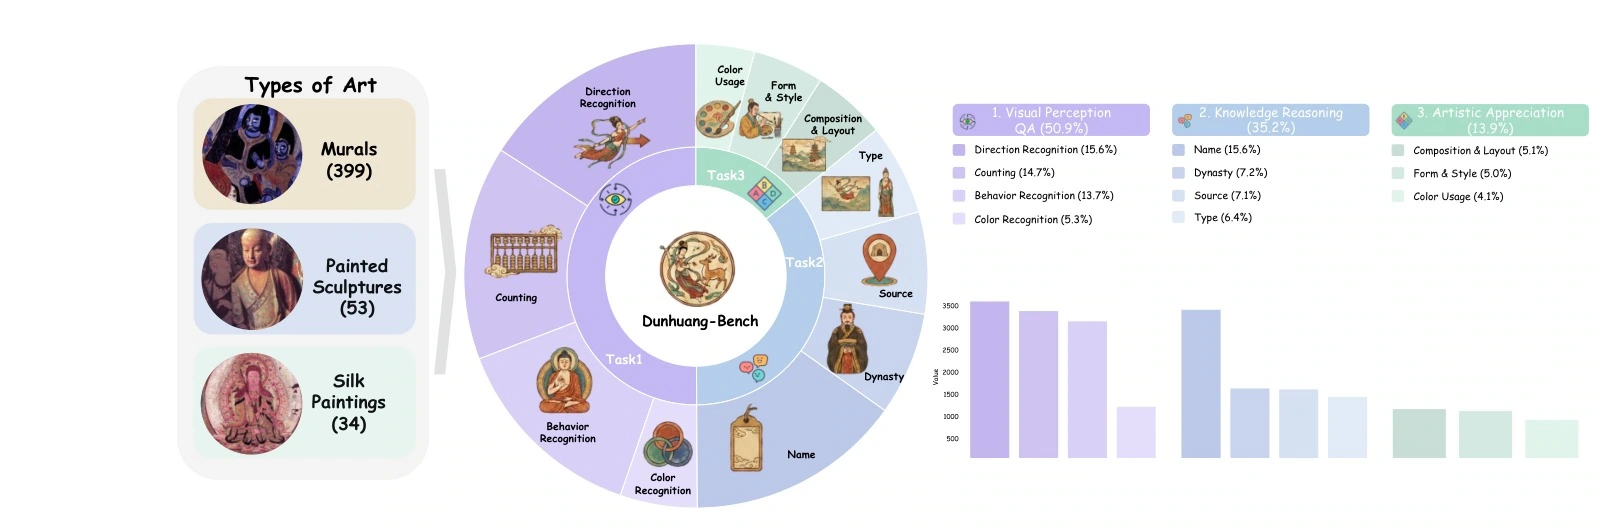 Types of Art
Murals
(399)
Painted
Sculptures
(53)
Silk
Paintings
(34)
Direction
Recognition
Color
Usage
Form
& Style
Composition
& Layout
Type
Source
Dynasty
Name
Color
Recognition
Behavior
Recognition
Counting
Task3
Task2
Task1
Dunhuang-Bench
A
B
C
D
1. Visual Perception
QA (50.9%)
Direction Recognition (15.6%)
Counting (14.7%)
Behavior Recognition (13.7%)
Color Recognition (5.3%)
2. Knowledge Reasoning
(35.2%)
Name (15.6%)
Dynasty (7.2%)
Source (7.1%)
Type (6.4%)
3. Artistic Appreciation
(13.9%)
Composition & Layout (5.1%)
Form & Style (5.0%)
Color Usage (4.1%)
Value
3500
3000
2500
2000
1500
1000
500